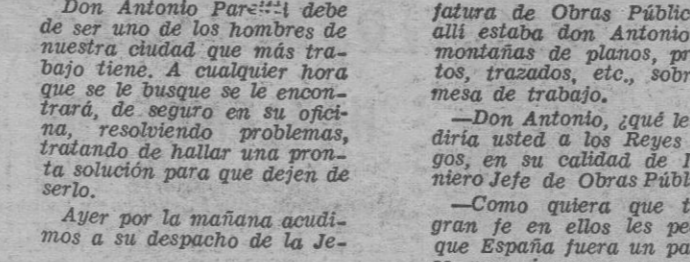 Don Antonio debe
de ser uno de los hombres de
nuestra ciudad que más tra-
bajo tiene. A cualquier hora
que se le busque se le encon-
trará, de seguro en su ofici-
na, resolviendo problemas,
tratando de hallar una pron-
ta solución para que dejen de
serlo.
Ayer por la mañana acudi-
mos a su despacho de la Je-
fatura de Obras Públic
allí estaba don Antonio
montañas de planos, pr
tos, trazados, etc., sobr
mesa de trabajo.
—Don Antonio, ¿qué le
diría usted a los Reyes
gos, en su calidad de I
niero Jefe de Obras Públ
—Como quiera que t
gran fe en ellos les pe
que España fuera un pa